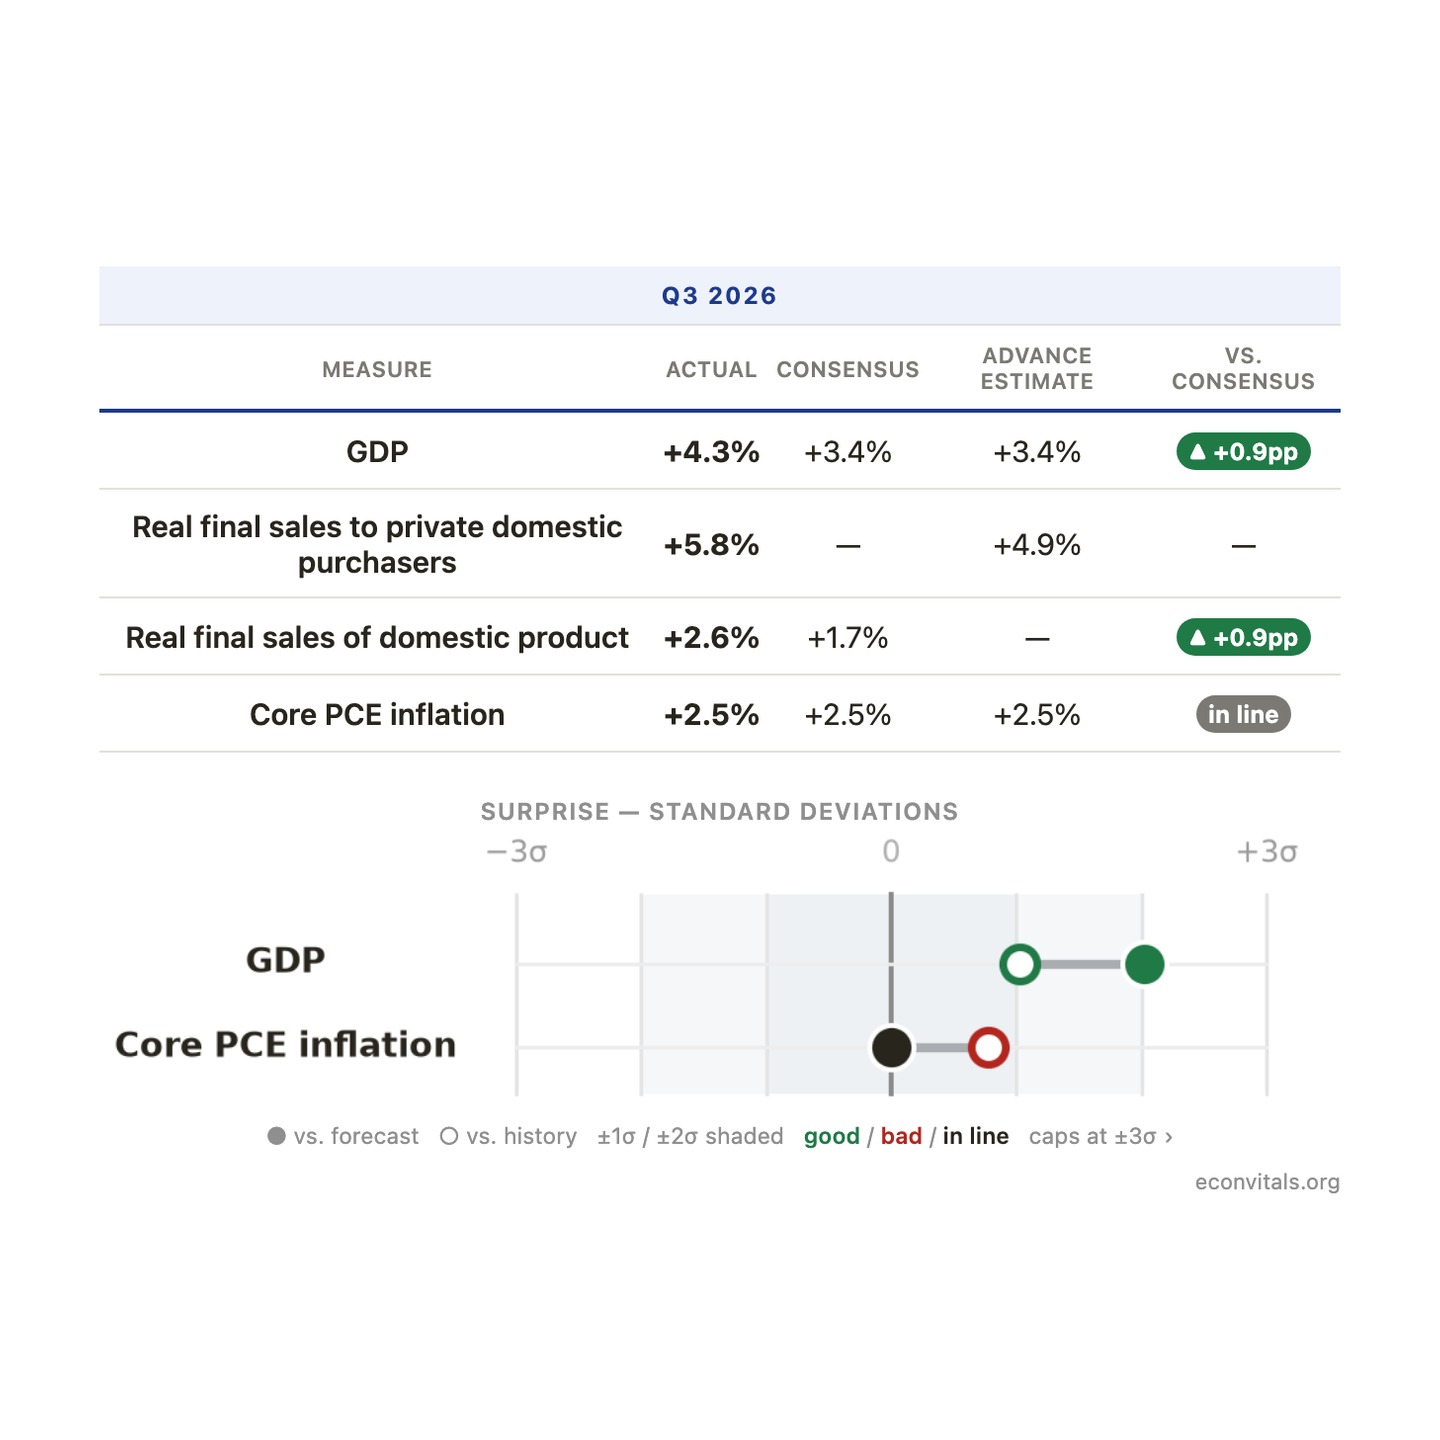 Q3 2026
MEASURE ACTUAL CONSENSUS ADVANCE ESTIMATE VS. CONSENSUS
GDP +4.3% +3.4% +3.4% ▲ +0.9pp
Real final sales to private domestic purchasers +5.8% — +4.9% —
Real final sales of domestic product +2.6% +1.7% — ▲ +0.9pp
Core PCE inflation +2.5% +2.5% +2.5% in line
SURPRISE — STANDARD DEVIATIONS
−3σ 0 +3σ
GDP
Core PCE inflation
● vs. forecast ○ vs. history ±1σ / ±2σ shaded good / bad / in line caps at ±3σ ›
econvitals.org